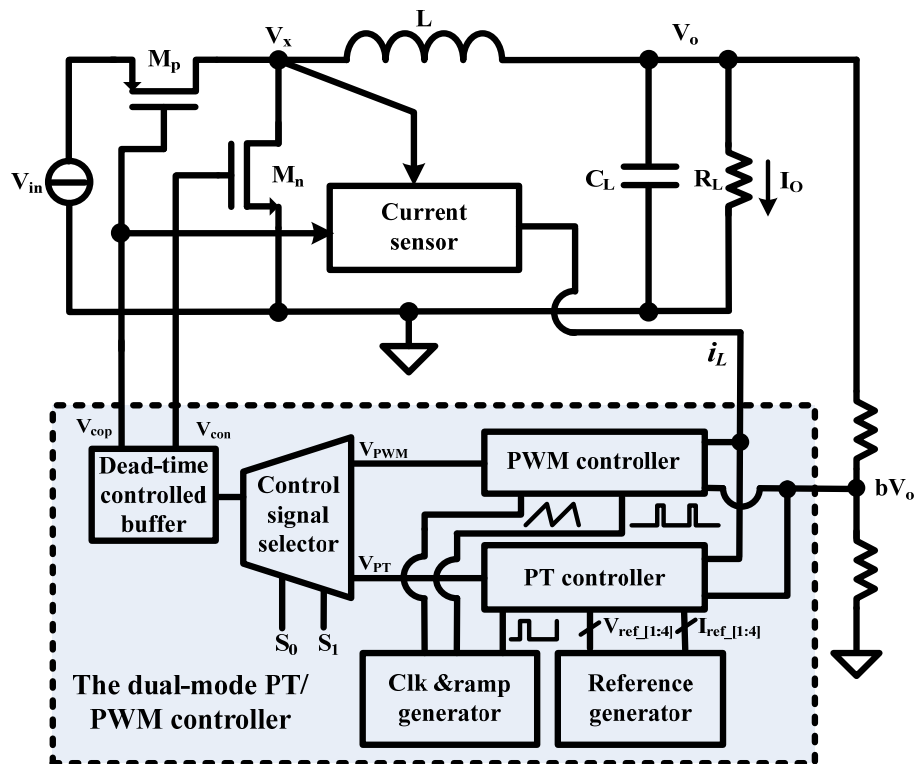 L
V_x
V_o
M_p
V_in
M_n
C_L
R_L
I_O
Current
sensor
i_L
V_cop
V_con
Dead-time
controlled
buffer
Control
signal
selector
V_PWM
PWM controller
bV_o
V_PT
PT controller
S_0
S_1
V_ref_[1:4]
I_ref_[1:4]
The dual-mode PT/
PWM controller
Clk &ramp
generator
Reference
generator